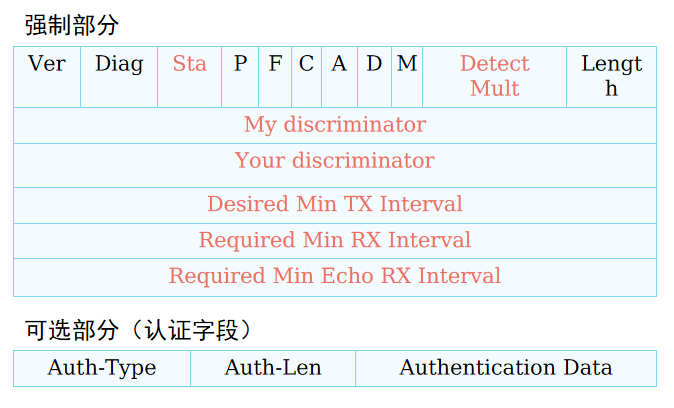 强制部分
Ver Diag Sta P F C A D M Detect Mult Lengt h
My discriminator
Your discriminator
Desired Min TX Interval
Required Min RX Interval
Required Min Echo RX Interval
可选部分（认证字段）
Auth-Type Auth-Len Authentication Data